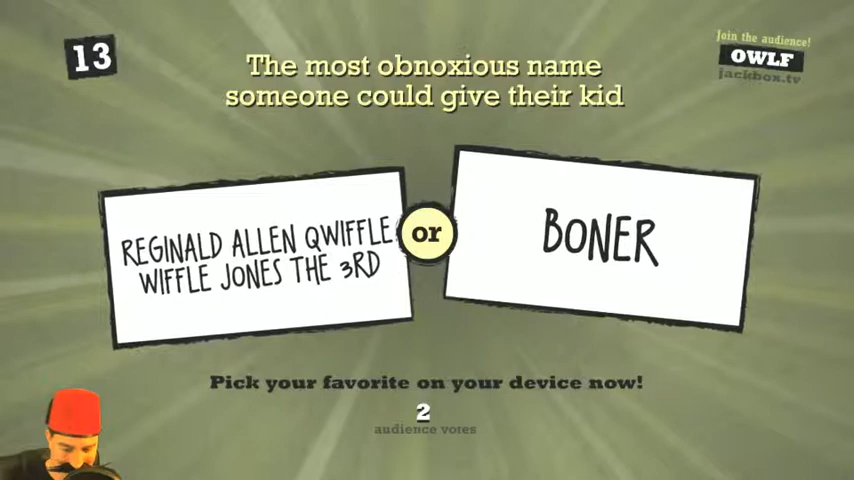 13
Join the audience!
OWLF
jackbox.tv
The most obnoxious name
someone could give their kid
REGINALD ALLEN QWIFFLE
WIFFLE JONES THE 3RD
or
BONER
Pick your favorite on your device now!
2
audience votes